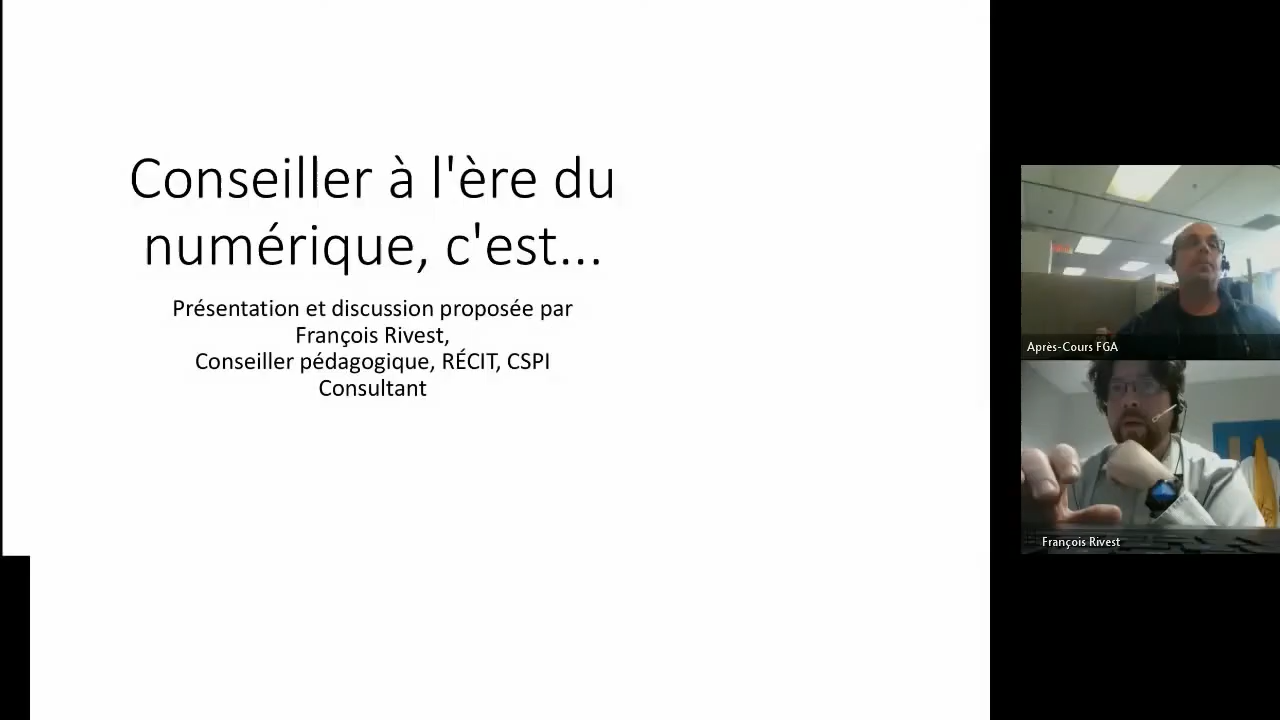 Conseiller à l'ère du
numérique, c'est...
Présentation et discussion proposée par
François Rivest,
Conseiller pédagogique, RÉCIT, CSPI
Consultant
Après-Cours FGA
François Rivest